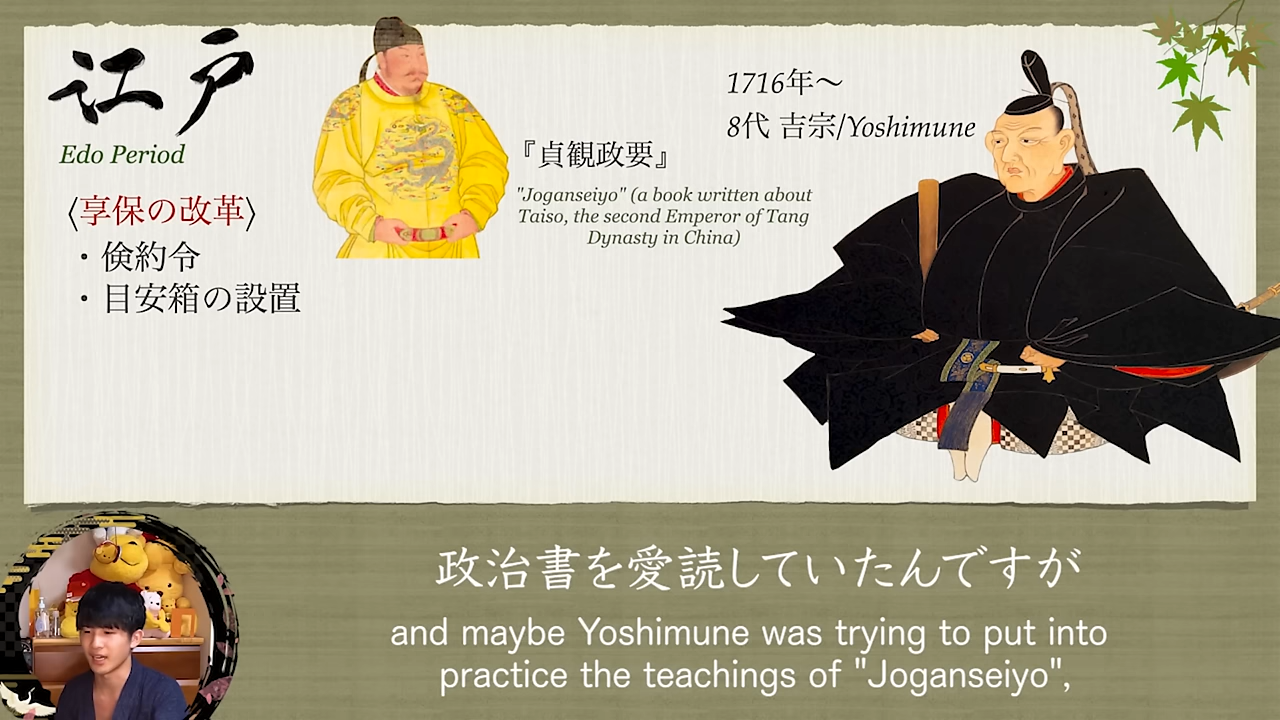 江戸
Edo Period
〈享保の改革〉
・倹約令
・目安箱の設置
『貞観政要』
"Joganseiyo" (a book written about
Taiso, the second Emperor of Tang
Dynasty in China)
1716年〜
8代 吉宗/Yoshimune
政治書を愛読していたんですが
and maybe Yoshimune was trying to put into
practice the teachings of "Joganseiyo",